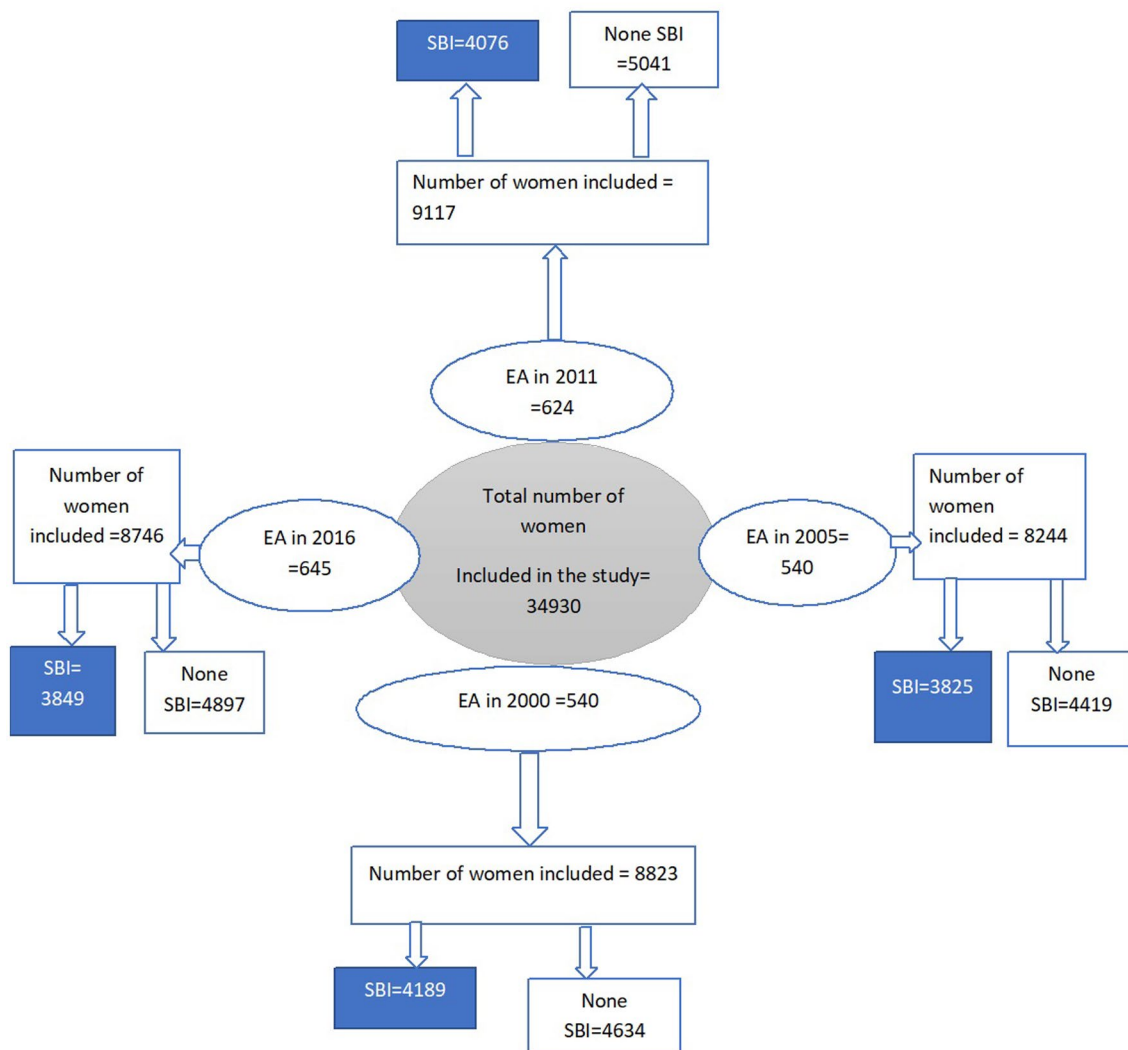 SBI=4076
None SBI
=5041
Number of women included =
9117
EA in 2011
=624
Number of
women
included =8746
EA in 2016
=645
Total number of
women
Included in the study=
34930
EA in 2005=
540
Number of
women
included = 8244
SBI=
3849
None
SBI=4897
SBI=3825
None
SBI=4419
EA in 2000 =540
Number of women included = 8823
SBI=4189
None
SBI=4634